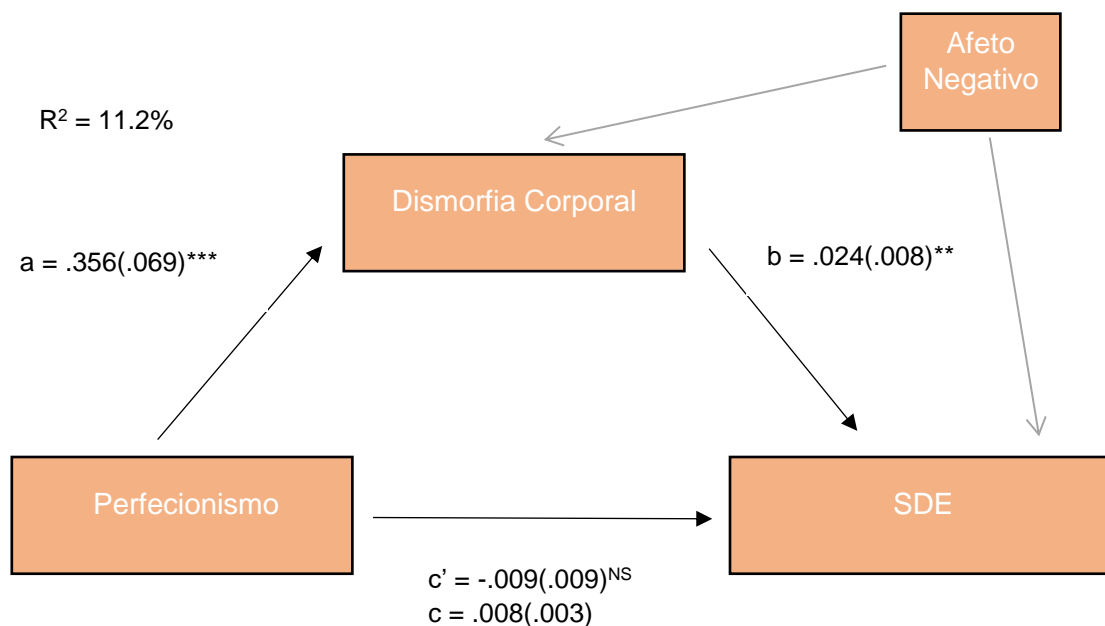 Afeto
Negativo
R² = 11.2%
Dismorfia Corporal
a = .356(.069)***
b = .024(.008)**
Perfecionismo
SDE
c’ = -.009(.009)ᴺˢ
c = .008(.003)